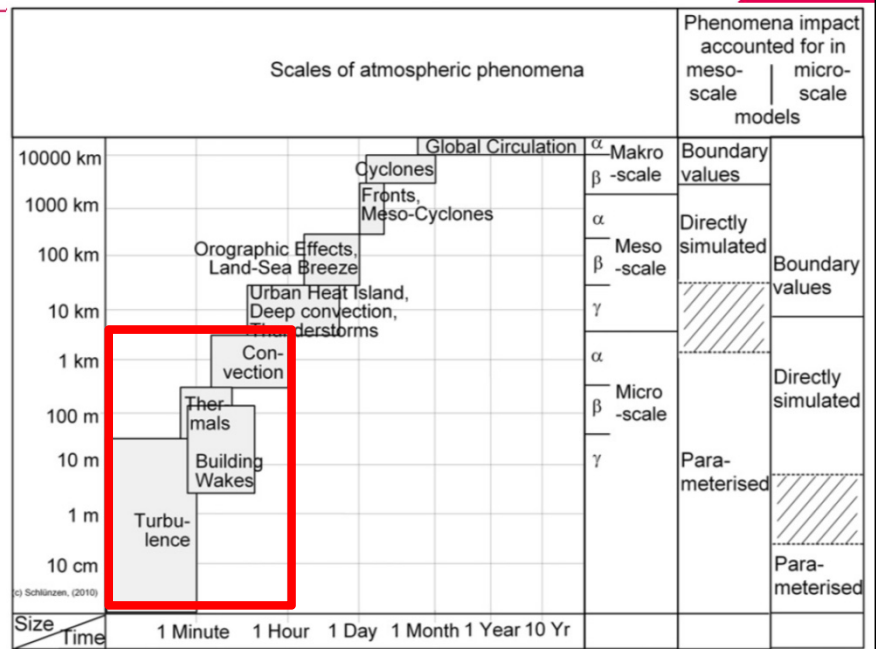 Scales of atmospheric phenomena
Phenomena impact
accounted for in
meso-
scale
micro-
scale
models
10000 km
1000 km
100 km
10 km
1 km
100 m
10 m
1 m
10 cm
Global Circulation
Cyclones
Fronts,
Meso-Cyclones
Orographic Effects,
Land-Sea Breeze
Urban Heat Island,
Deep convection,
Thunderstorms
Con-
vection
Ther-
mals
Building
Wakes
Turbu-
lence
α
β
Makro
-scale
α
β
γ
Meso
-scale
α
β
γ
Micro
-scale
Boundary
values
Directly
simulated
Para-
meterised
Boundary
values
Directly
simulated
Para-
meterised
(c) Schlünzen, (2010)
Size
Time
1 Minute 1 Hour 1 Day 1 Month 1 Year 10 Yr